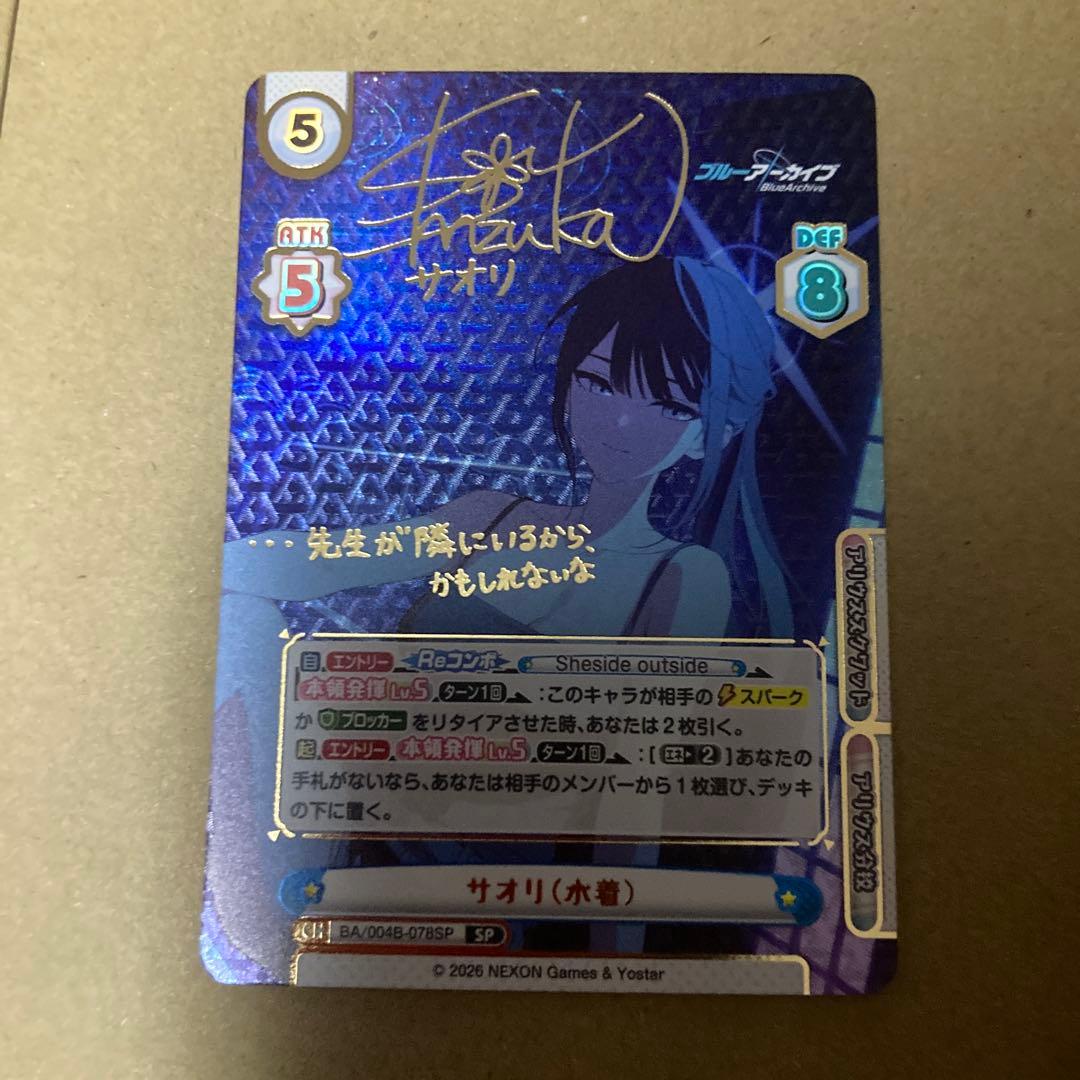 5
サオリ
ブルーアーカイブ
BlueArchive
ATK
5
DEF
8
・・・先生が隣にいるから、
かもしれないな
自 エントリー Reコンボ Sheside outside
本領発揮 Lv.5 ターン1回 :このキャラが相手の スパーク
か ブロッカー をリタイアさせた時、あなたは2枚引く。
起 エントリー 本領発揮 Lv.5 ターン1回 :[ エネ 2 ]あなたの
手札がないなら、あなたは相手のメンバーから1枚選び、デッキ
の下に置く。
アリウススクワッド
アリウス分校
サオリ(水着)
CH BA/004B-078SP SP
© 2026 NEXON Games & Yostar